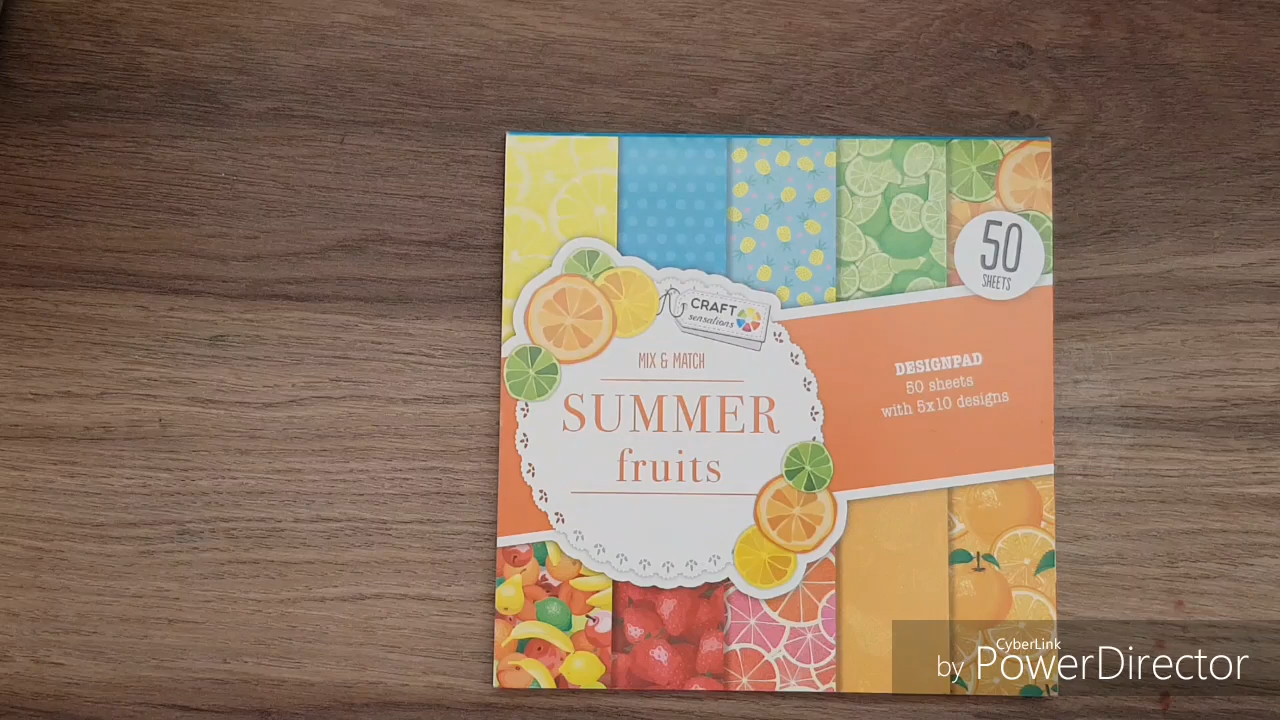 50
SHEETS
CRAFT
sensations
MIX & MATCH
SUMMER
fruits
DESIGNPAD
50 sheets
with 5x10 designs
CyberLink
by PowerDirector